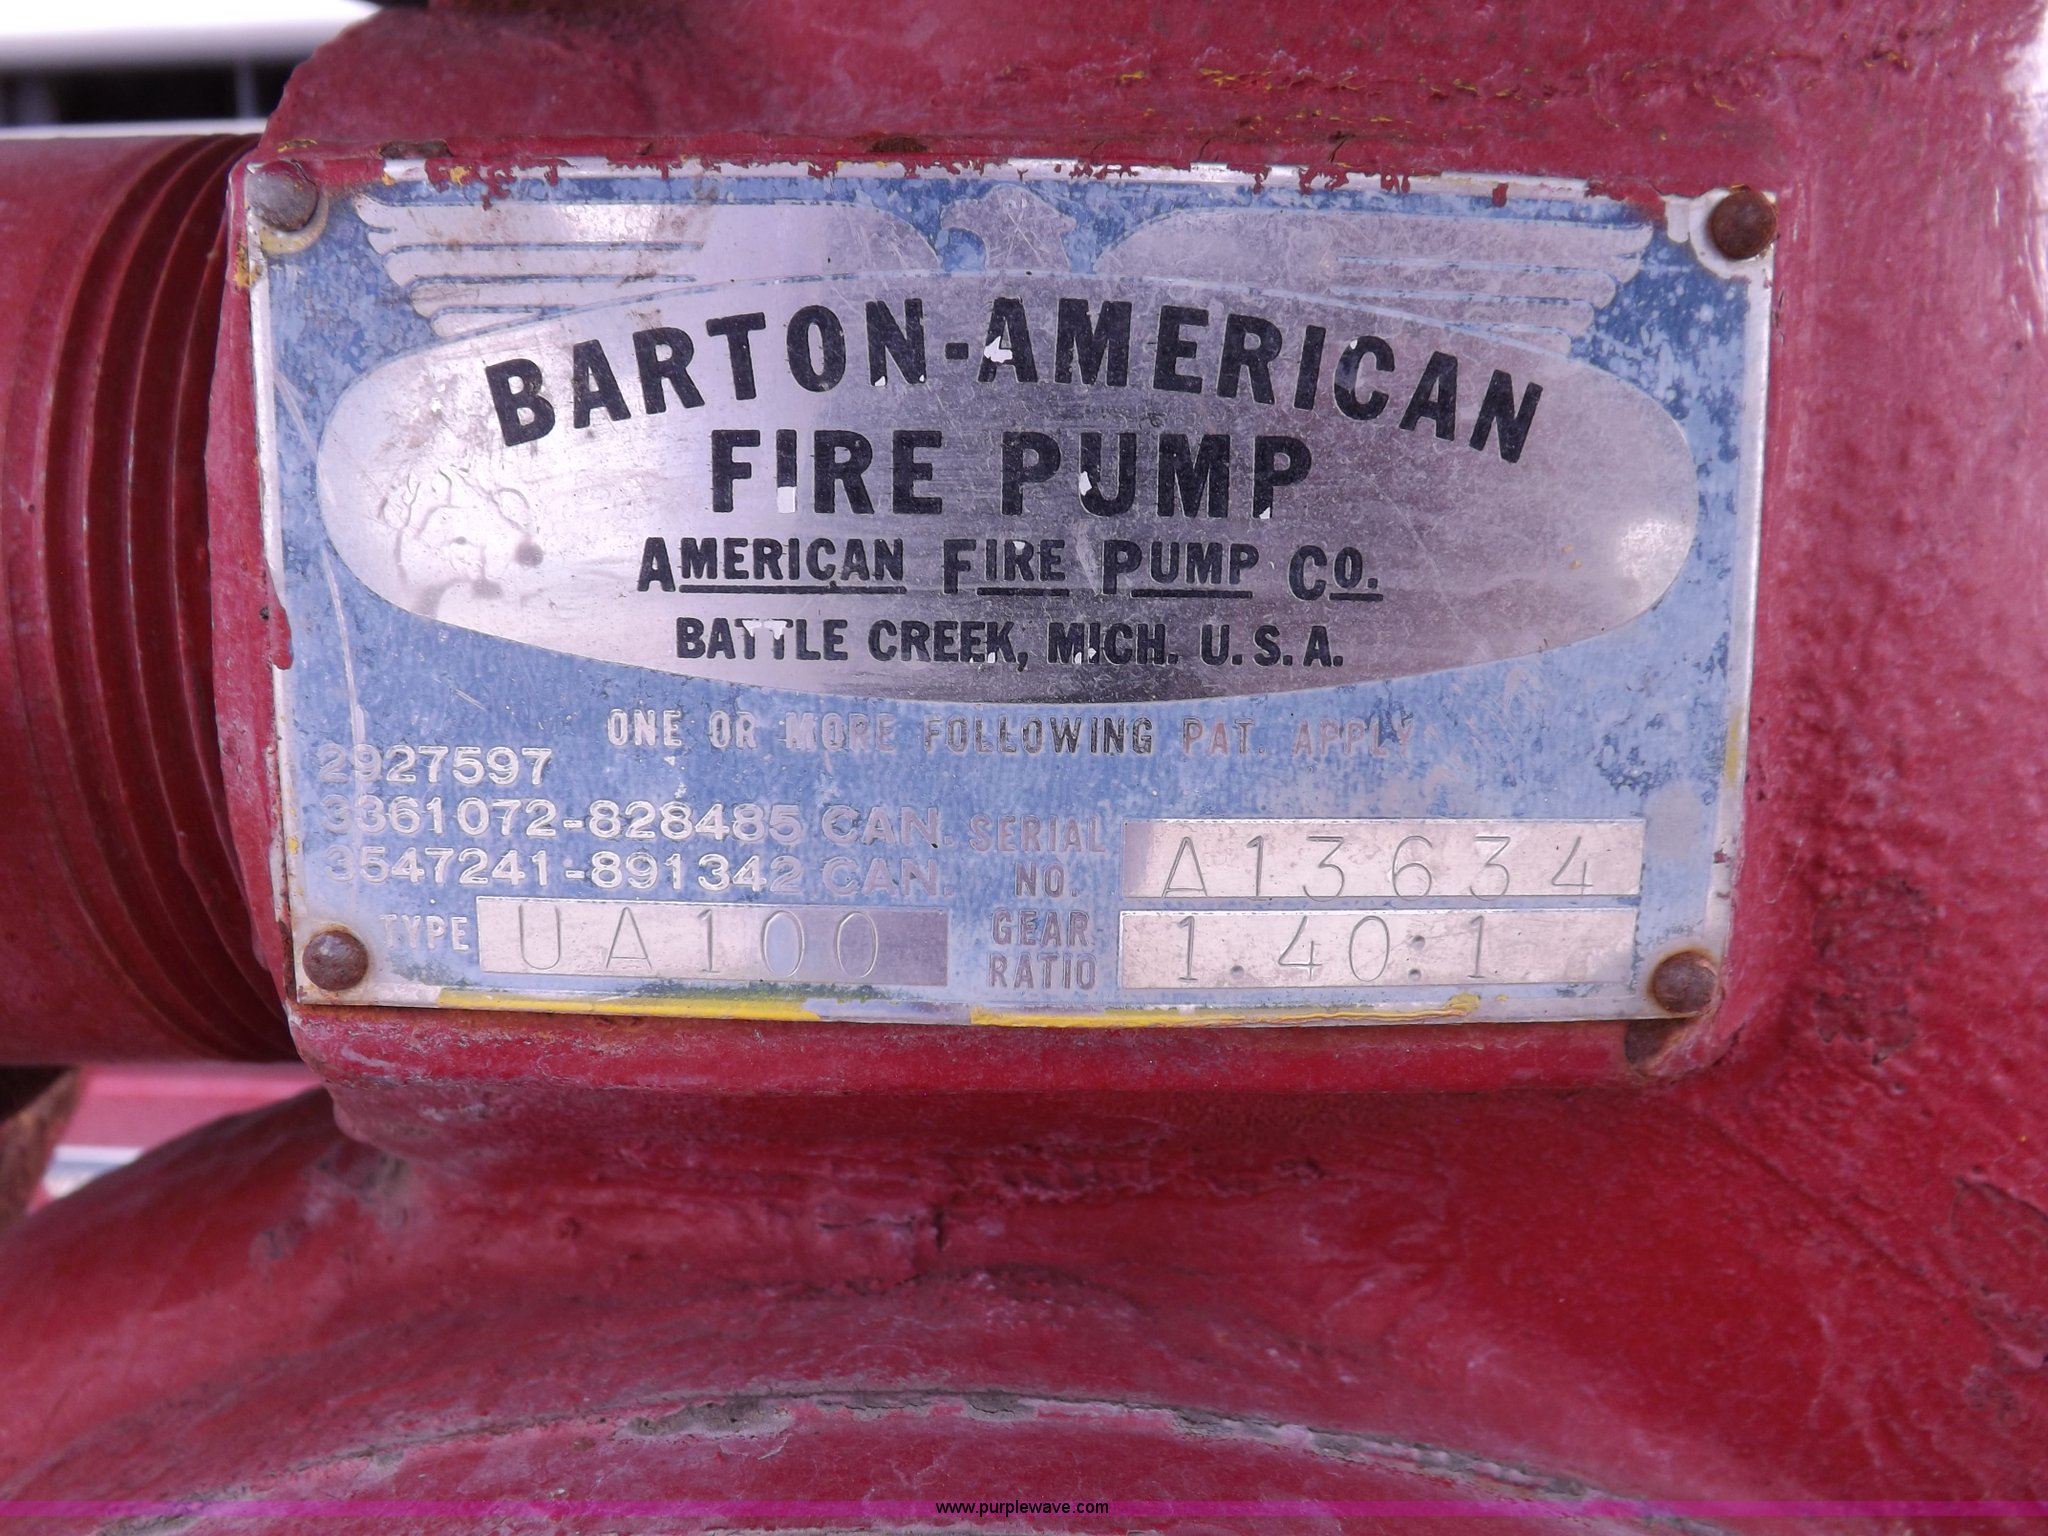 BARTON-AMERICAN
FIRE PUMP
AMERICAN FIRE PUMP CO.
BATTLE CREEK, MICH. U.S.A.
ONE OR MORE FOLLOWING PAT. APPLY
2927597
3361072-828485 CAN.
3547241-891342 CAN.
SERIAL NO. A13634
TYPE UA100
GEAR RATIO 1.40:1
www.purplewave.com